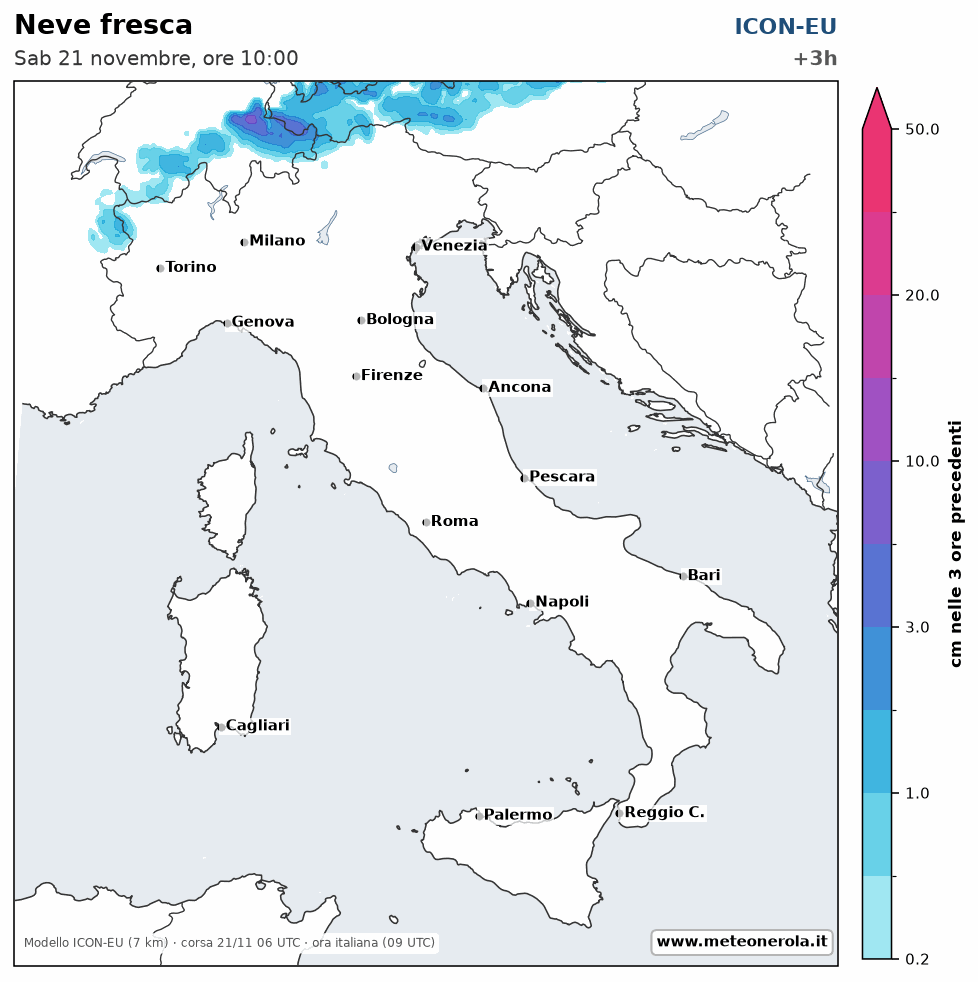 Neve fresca
ICON-EU
Sab 21 novembre, ore 10:00
+3h
50.0
Milano
Venezia
Torino
20.0
Genova
Bologna
Firenze
Ancona
10.0
Pescara
Roma
cm nelle 3 ore precedenti
Bari
Napoli
3.0
Cagliari
1.0
Palermo
Reggio C.
Modello ICON-EU (7 km) · corsa 21/11 06 UTC · ora italiana (09 UTC)
www.meteonerola.it
0.2